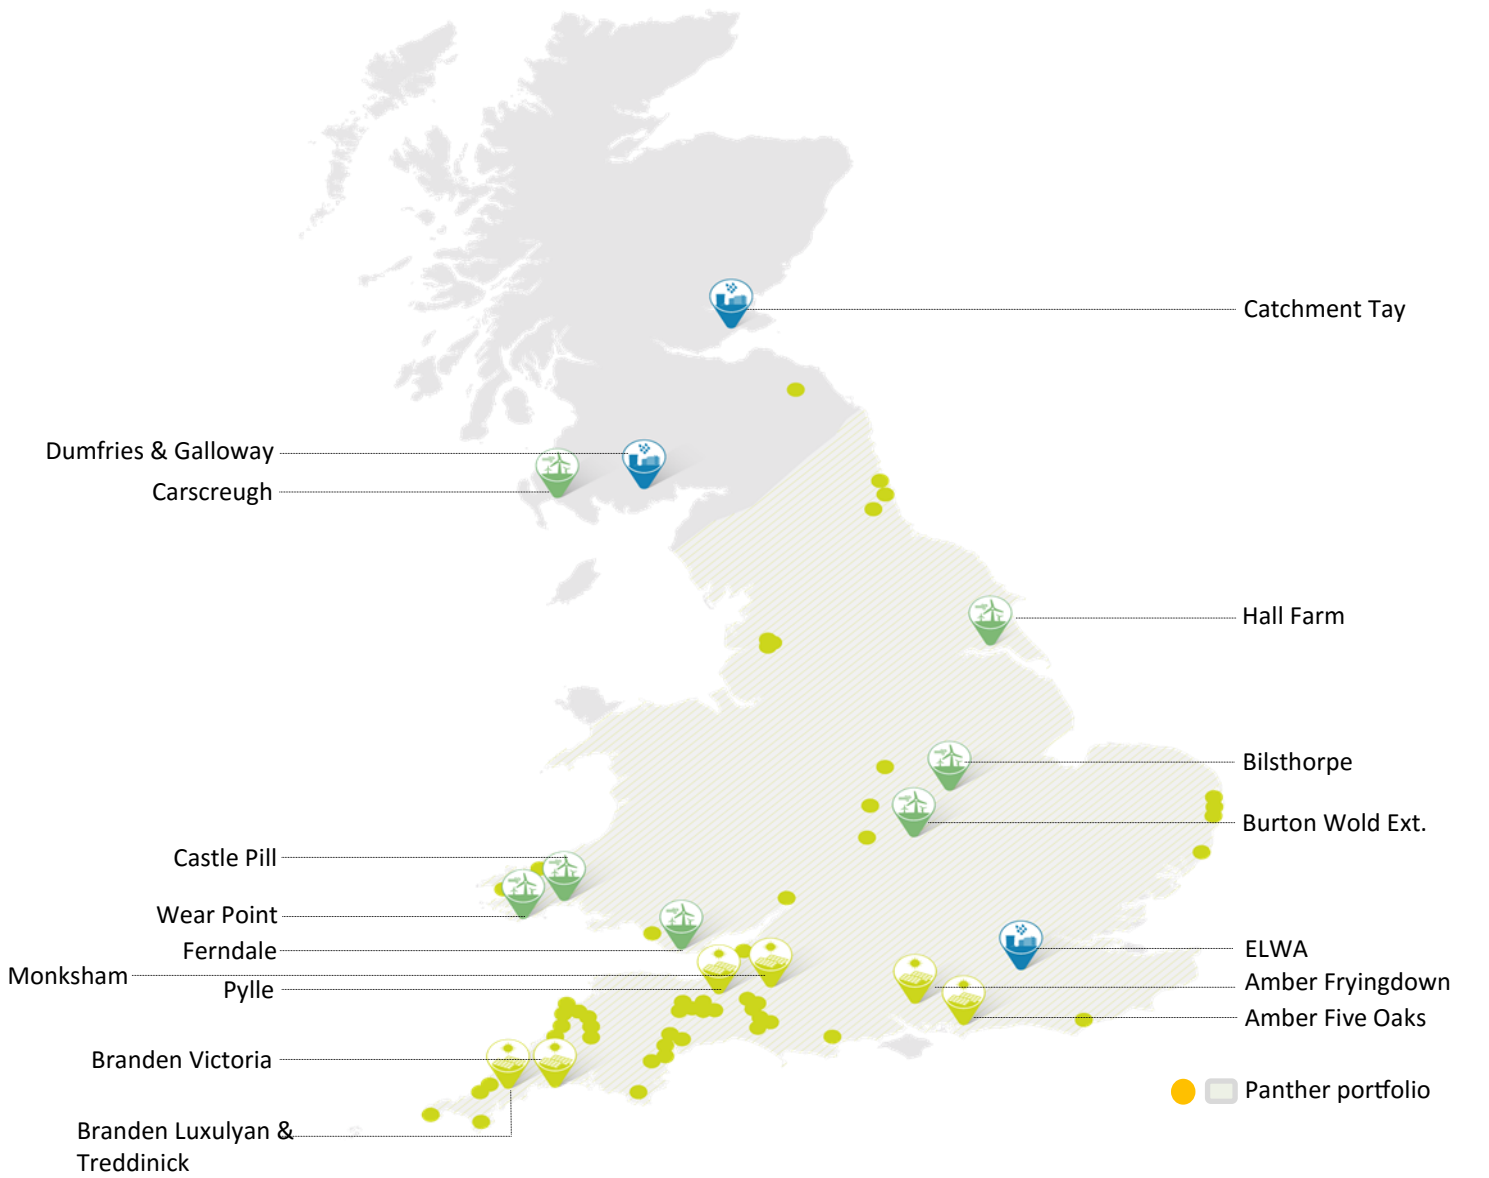 Catchment Tay
Dumfries & Galloway
Carscreugh
Hall Farm
Bilsthorpe
Burton Wold Ext.
Castle Pill
Wear Point
Ferndale
ELWA
Monksham
Amber Fryingdown
Pylle
Amber Five Oaks
Branden Victoria
Panther portfolio
Branden Luxulyan &
Treddinick